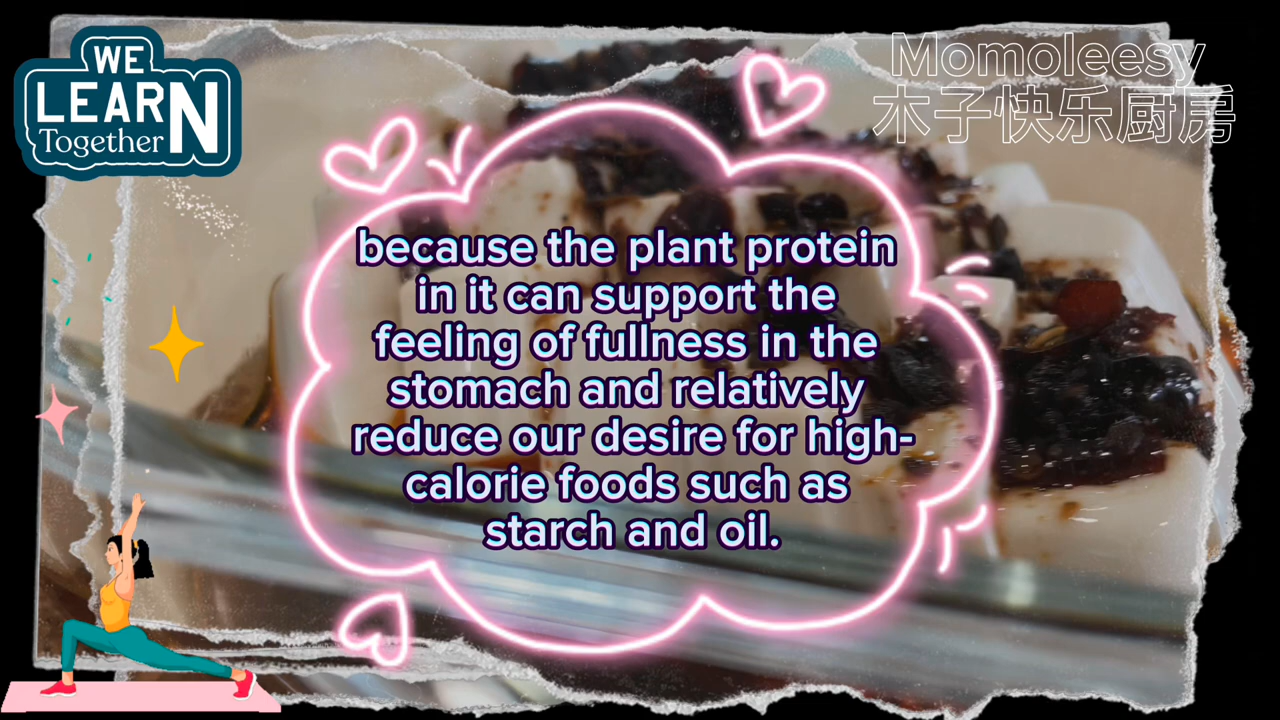 WE
LEARN
Together
Momoleesy
木子快乐厨房
because the plant protein
in it can support the
feeling of fullness in the
stomach and relatively
reduce our desire for high-
calorie foods such as
starch and oil.